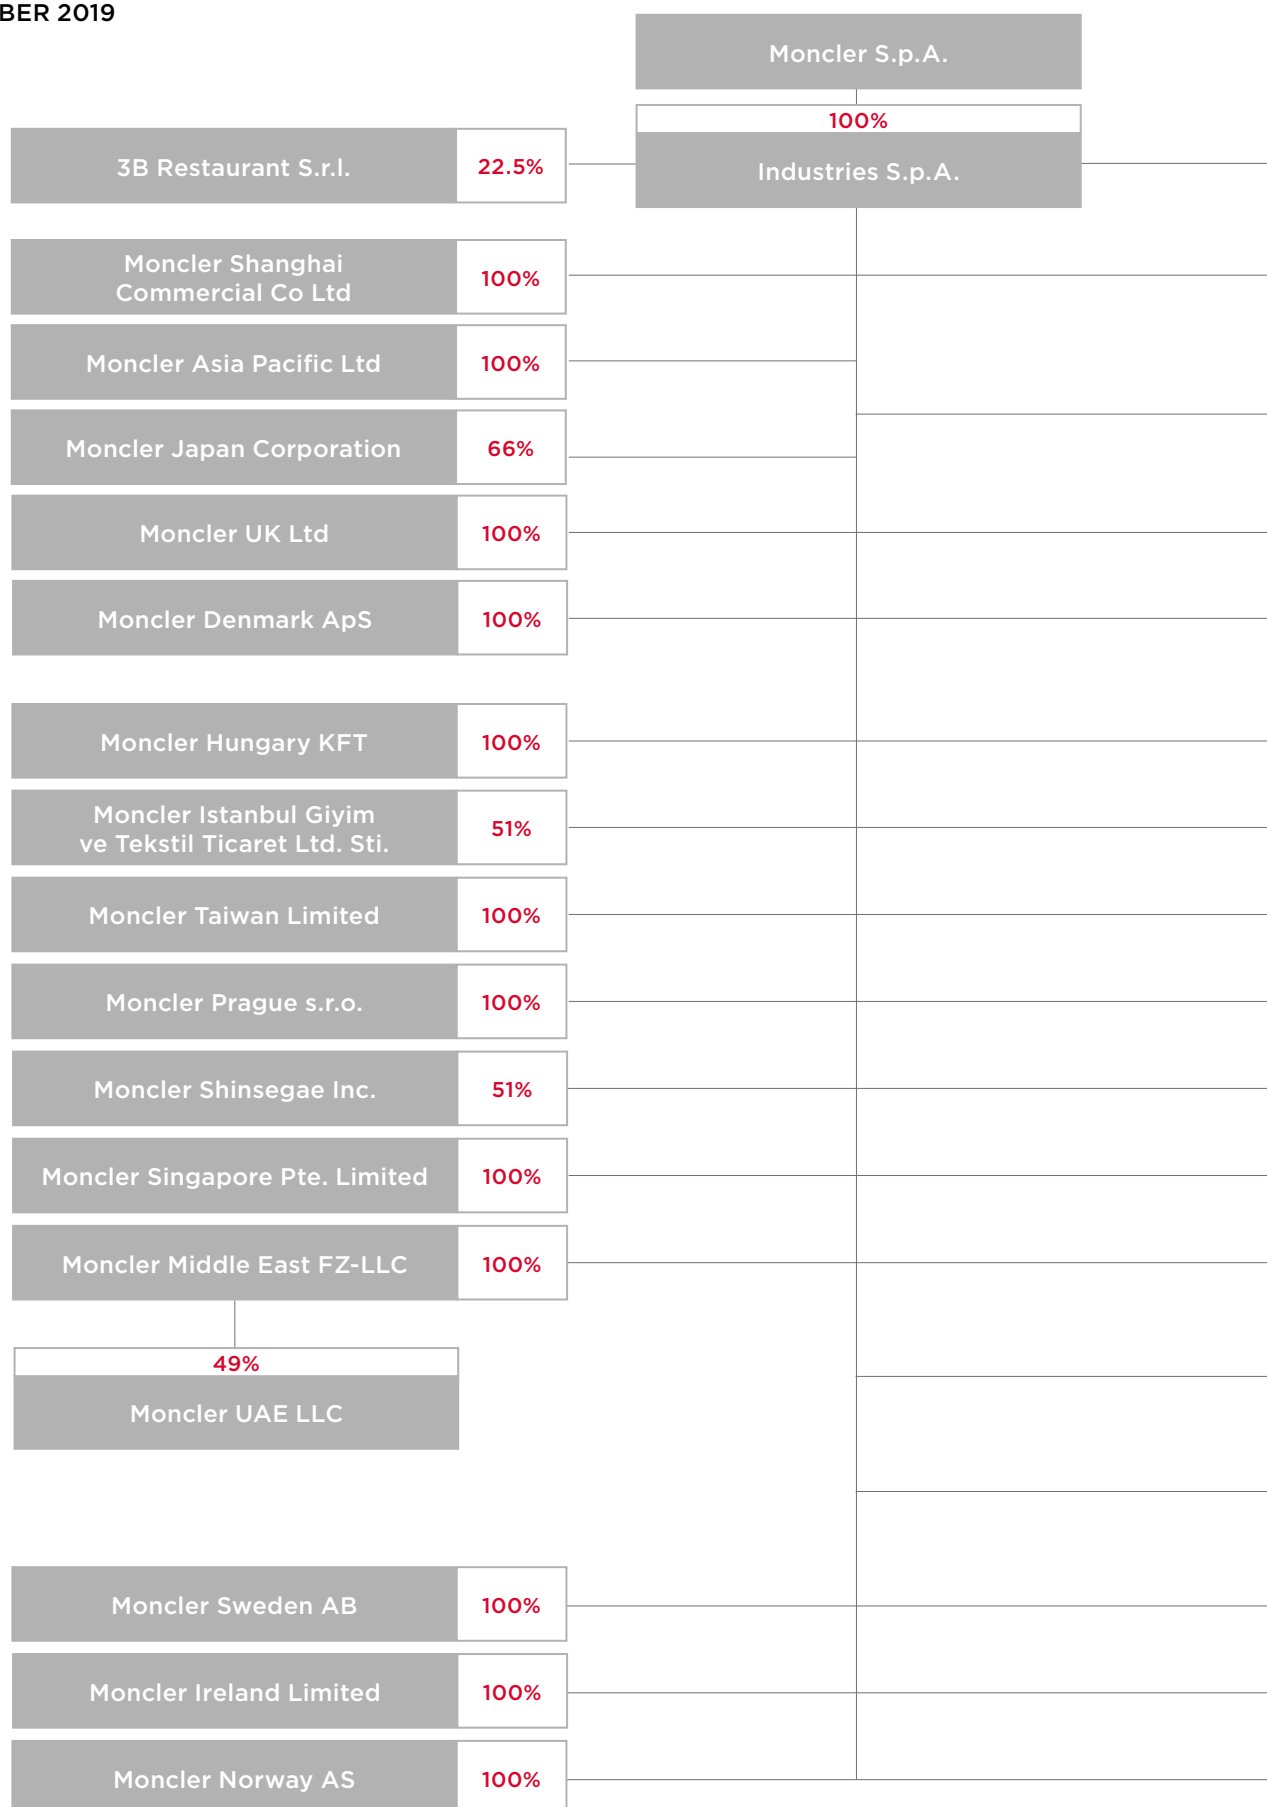 BER 2019
Moncler S.p.A.
100%
Industries S.p.A.
3B Restaurant S.r.l.
22.5%
Moncler Shanghai
Commercial Co Ltd
100%
Moncler Asia Pacific Ltd
100%
Moncler Japan Corporation
66%
Moncler UK Ltd
100%
Moncler Denmark ApS
100%
Moncler Hungary KFT
100%
Moncler Istanbul Giyim
ve Tekstil Ticaret Ltd. Sti.
51%
Moncler Taiwan Limited
100%
Moncler Prague s.r.o.
100%
Moncler Shinsegae Inc.
51%
Moncler Singapore Pte. Limited
100%
Moncler Middle East FZ-LLC
100%
49%
Moncler UAE LLC
Moncler Sweden AB
100%
Moncler Ireland Limited
100%
Moncler Norway AS
100%